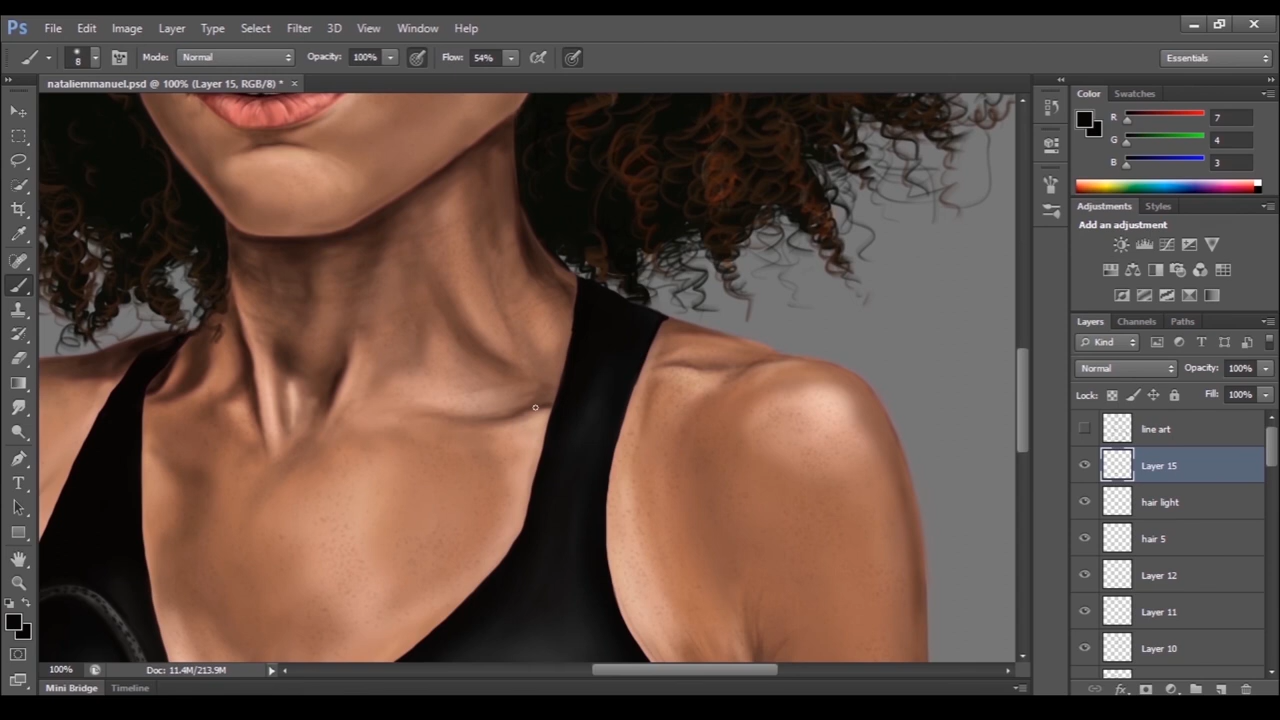 Ps File Edit Image Layer Type Select Filter 3D View Window Help
8 Mode: Normal Opacity: 100% Flow: 54% Essentials
nataliemmanuel.psd @ 100% (Layer 15, RGB/8) * ×
Color Swatches
R 7
G 4
B 3
Adjustments Styles
Add an adjustment
Layers Channels Paths
Kind
Normal Opacity: 100%
Lock: Fill: 100%
line art
Layer 15
hair light
hair 5
Layer 12
Layer 11
Layer 10
100% Doc: 11.4M/213.9M
Mini Bridge Timeline